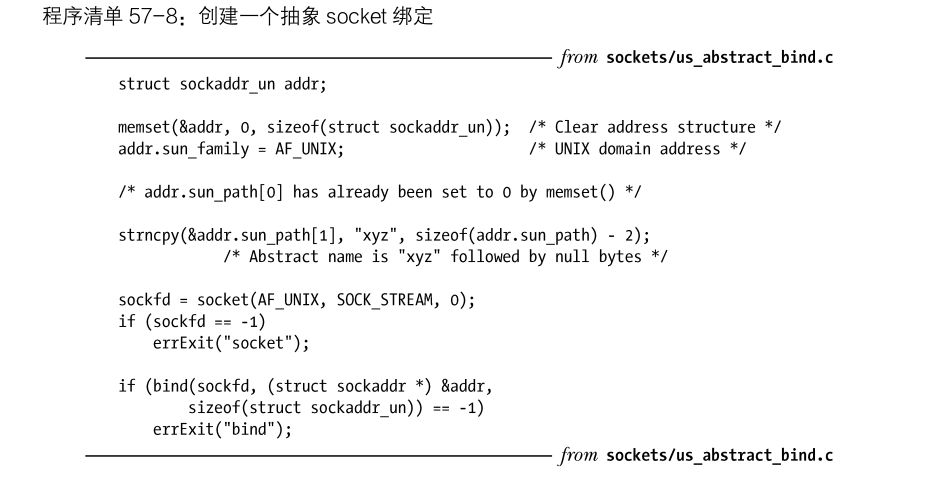 程序清单 57-8：创建一个抽象 socket 绑定
from sockets/us_abstract_bind.c
struct sockaddr_un addr;
memset(&addr, 0, sizeof(struct sockaddr_un));  /* Clear address structure */
addr.sun_family = AF_UNIX;                     /* UNIX domain address */
/* addr.sun_path[0] has already been set to 0 by memset() */
strncpy(&addr.sun_path[1], "xyz", sizeof(addr.sun_path) - 2);
            /* Abstract name is "xyz" followed by null bytes */
sockfd = socket(AF_UNIX, SOCK_STREAM, 0);
if (sockfd == -1)
    errExit("socket");
if (bind(sockfd, (struct sockaddr *) &addr,
        sizeof(struct sockaddr_un)) == -1)
    errExit("bind");
from sockets/us_abstract_bind.c